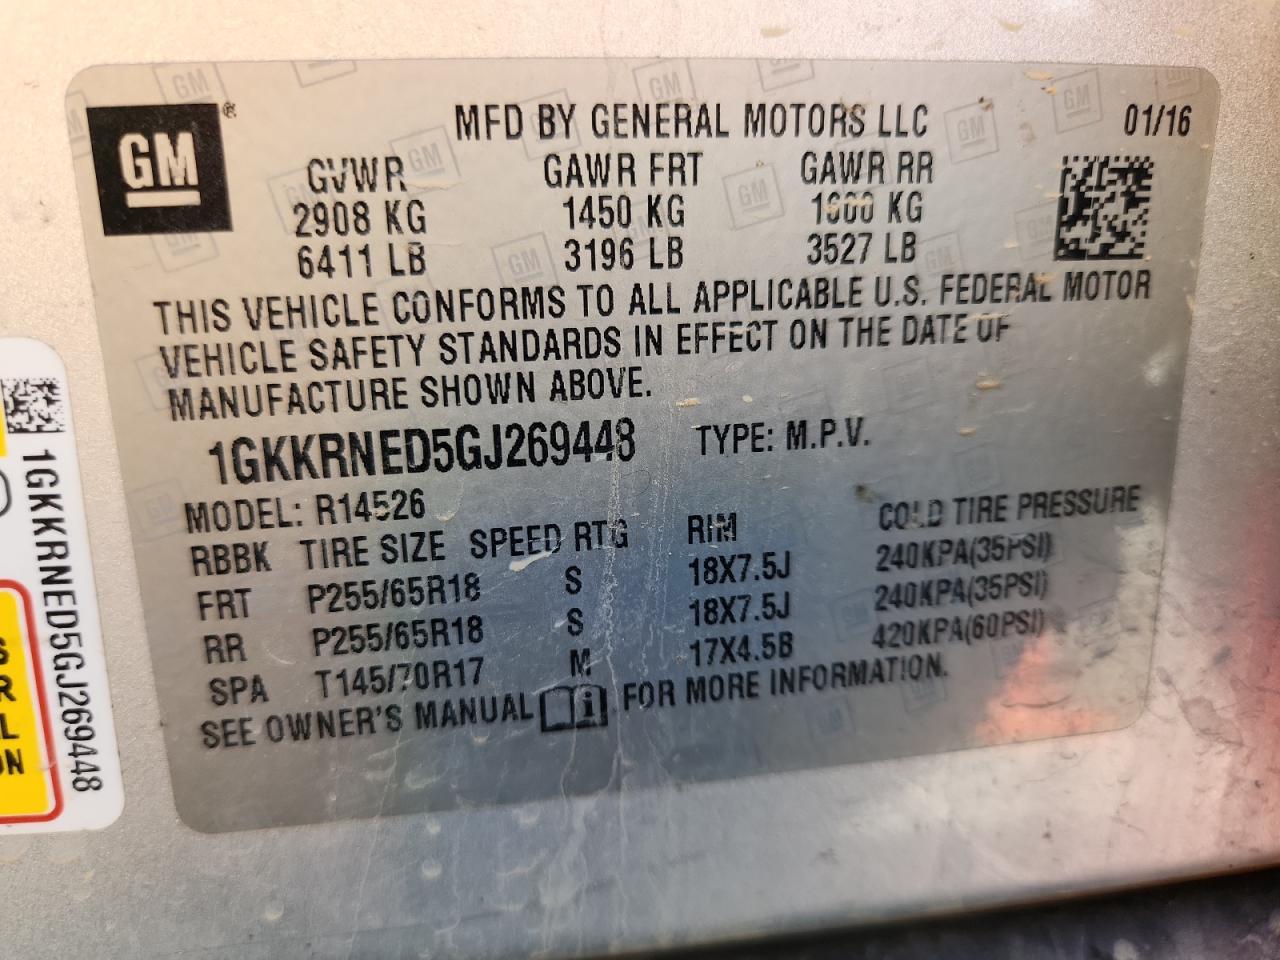 GM®
MFD BY GENERAL MOTORS LLC 01/16
GVWR GAWR FRT GAWR RR
2908 KG 1450 KG 1600 KG
6411 LB 3196 LB 3527 LB
THIS VEHICLE CONFORMS TO ALL APPLICABLE U.S. FEDERAL MOTOR
VEHICLE SAFETY STANDARDS IN EFFECT ON THE DATE OF
MANUFACTURE SHOWN ABOVE.
1GKKRNED5GJ269448 TYPE: M.P.V.
MODEL: R14526
RBBK TIRE SIZE SPEED RTG RIM COLD TIRE PRESSURE
FRT P255/65R18 S 18X7.5J 240KPA(35PSI)
RR P255/65R18 S 18X7.5J 240KPA(35PSI)
SPA T145/70R17 M 17X4.5B 420KPA(60PSI)
SEE OWNER'S MANUAL FOR MORE INFORMATION.
1GKKRNED5GJ269448